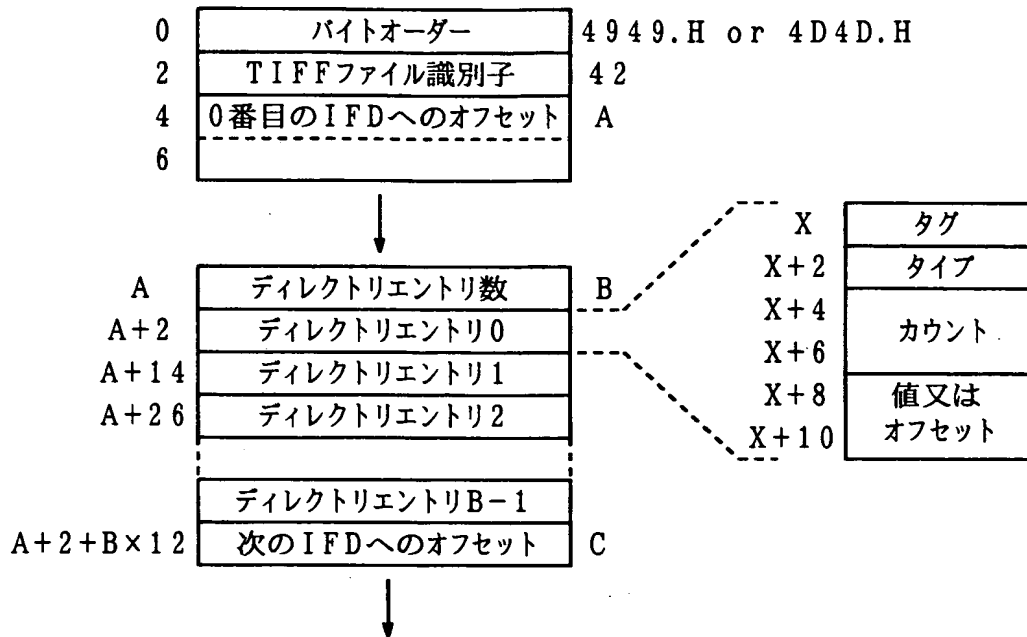 0 バイトオーダー 4949.H or 4D4D.H
2 TIFFファイル識別子 42
4 0番目のIFDへのオフセット A
6
X タグ
X+2 タイプ
X+4
カウント
X+6
X+8 値又は
X+10 オフセット
A ディレクトリエントリ数 B
A+2 ディレクトリエントリ0
A+14 ディレクトリエントリ1
A+26 ディレクトリエントリ2
ディレクトリエントリB-1
A+2+B×12 次のIFDへのオフセット C